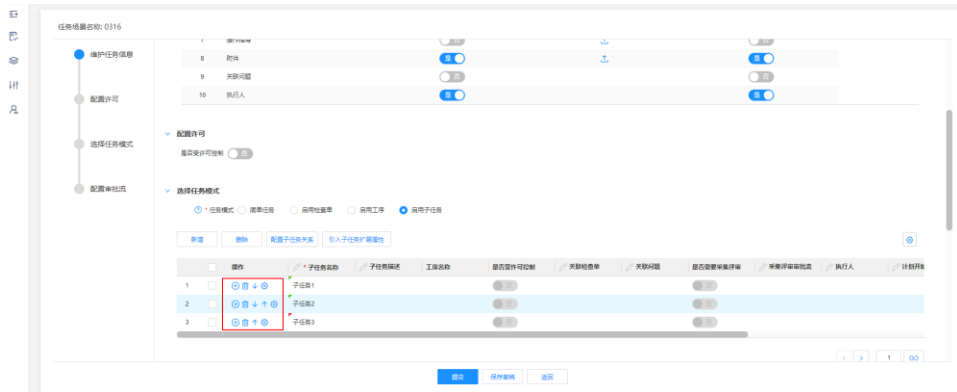 任务场景名称: 0316
维护任务信息
配置许可
选择任务模式
配置审批流
7 否 否
8 附件 是 是
9 关联问题 否 否
10 执行人 是 是
配置许可
是否受许可控制 否
选择任务模式
* 任务模式 简单任务 启用检查单 启用工序 启用子任务
新增 删除 配置子任务关系 引入子任务扩展属性
操作 * 子任务名称 子任务描述 工序名称 是否受许可控制 关联检查单 关联问题 是否需要采集评审 采集评审审批流 执行人 计划开始
1 子任务1 否 否
2 子任务2 否 否
3 子任务3 否 否
< > 1 GO
提交 保存草稿 返回